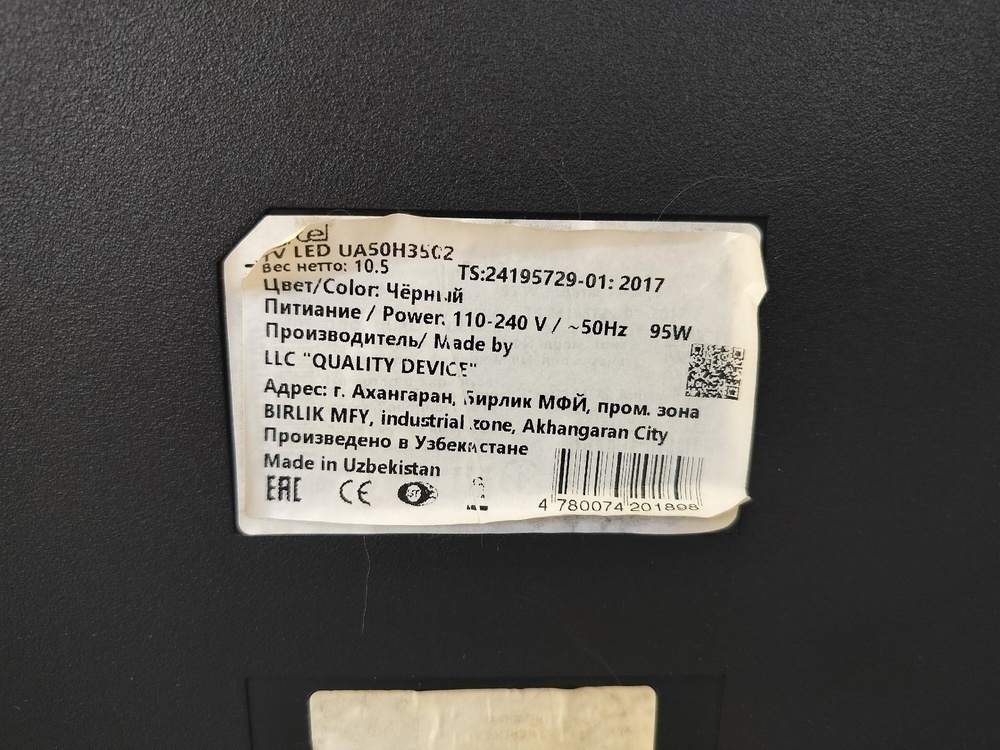 TV LED UA50H3502
Вес нетто: 10.5
TS:24195729-01: 2017
Цвет/Color: Чёрный
Питиание / Power: 110-240 V / ~50Hz 95W
Производитель/ Made by
LLC "QUALITY DEVICE"
Адрес: г. Ахангаран, Бирлик МФЙ, пром. зона
BIRLIK MFY, industrial zone, Akhangaran City
Произведено в Узбекистане
Made in Uzbekistan
EAC CE
4 780074 201898